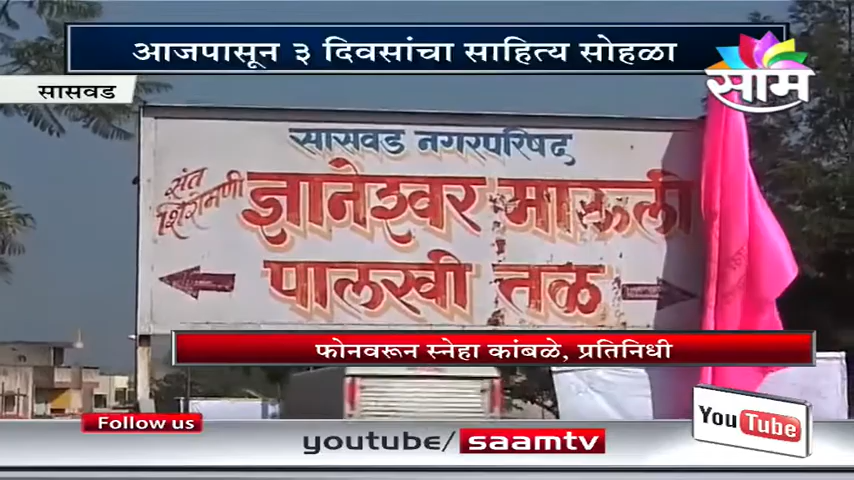 आजपासून ३ दिवसांचा साहित्य सोहळा
साम
सासवड
सासवड नगरपरिषद
संत शिरोमणी
ज्ञानेश्वर माऊली
पालखी तळ
फोनवरून स्नेहा कांबळे, प्रतिनिधी
Follow us
youtube/saamtv
YouTube